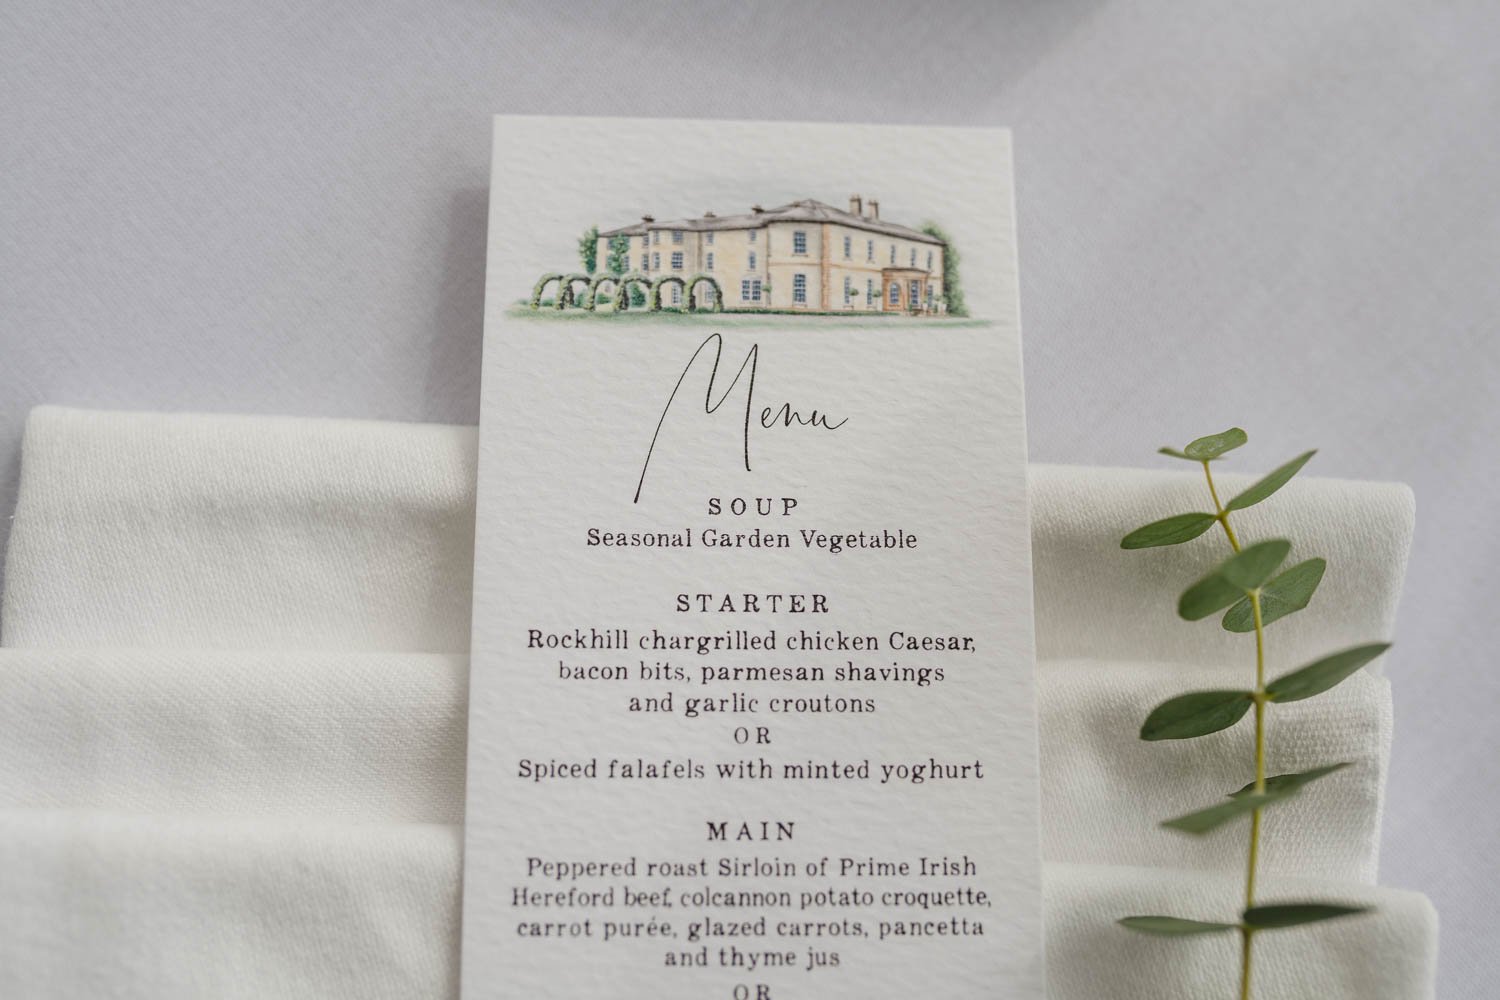 Menu
SOUP
Seasonal Garden Vegetable
STARTER
Rockhill chargrilled chicken Caesar,
bacon bits, parmesan shavings
and garlic croutons
OR
Spiced falafels with minted yoghurt
MAIN
Peppered roast Sirloin of Prime Irish
Hereford beef, colcannon potato croquette,
carrot purée, glazed carrots, pancetta
and thyme jus
OR